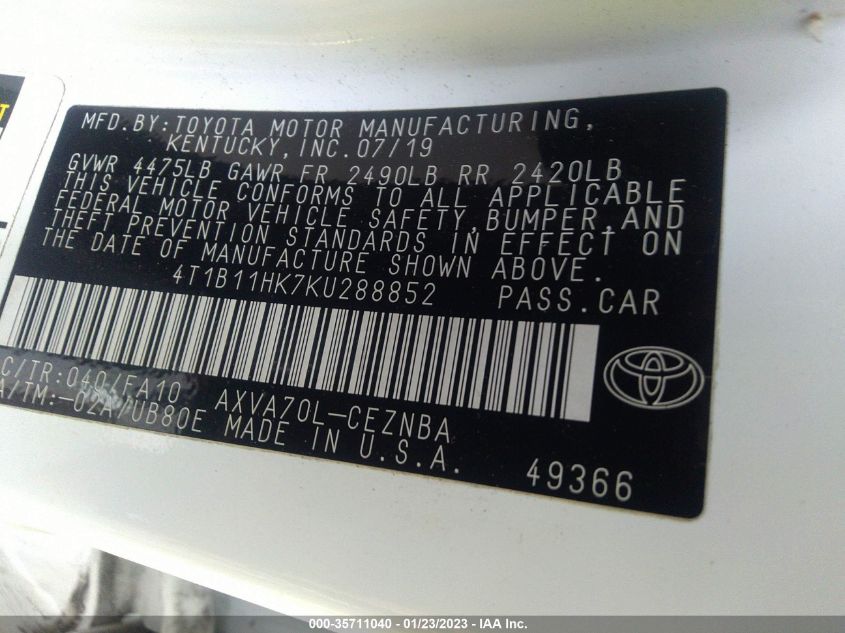 MFD.BY:TOYOTA MOTOR MANUFACTURING,
KENTUCKY, INC.07/19
GVWR 4475LB GAWR FR 2490LB RR 2420LB
THIS VEHICLE CONFORMS TO ALL APPLICABLE
FEDERAL MOTOR VEHICLE SAFETY, BUMPER, AND
THEFT PREVENTION STANDARDS IN EFFECT ON
THE DATE OF MANUFACTURE SHOWN ABOVE.
4T1B11HK7KU288852 PASS.CAR
C/TR:040/FA10 AXVA70L-CEZNBA
A/TM:-02A/UB80E MADE IN U.S.A.
49366
000-35711040 - 01/23/2023 - IAA Inc.